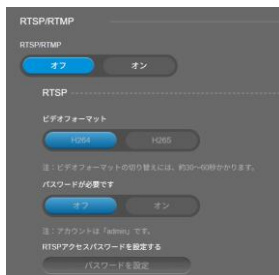 RTSP/RTMP
RTSP/RTMP
オフ オン
RTSP
ビデオフォーマット
H264 H265
注：ビデオフォーマットの切り替えには、約30～60秒かかります。
パスワードが必要です
オフ オン
注：アカウントは「admin」です。
RTSPアクセスパスワードを設定する
パスワードを設定